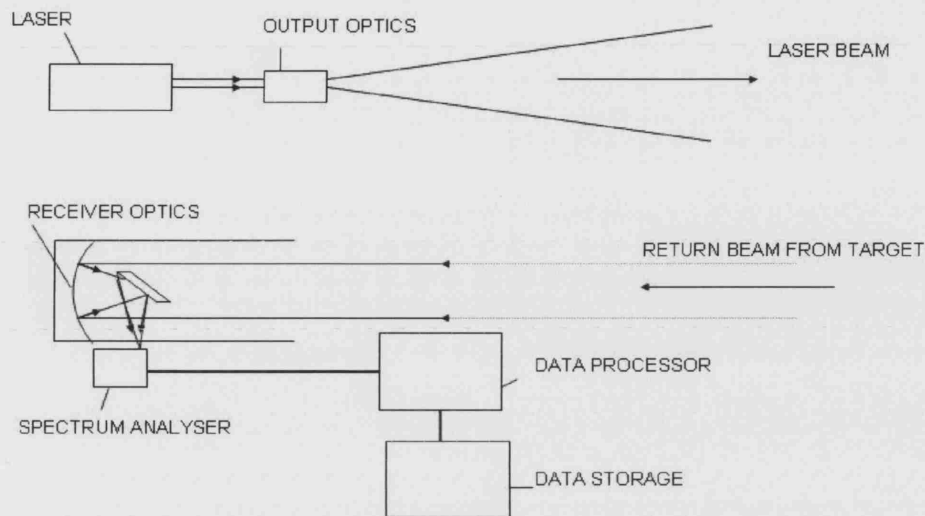 LASER
OUTPUT OPTICS
LASER BEAM
RECEIVER OPTICS
RETURN BEAM FROM TARGET
DATA PROCESSOR
SPECTRUM ANALYSER
DATA STORAGE